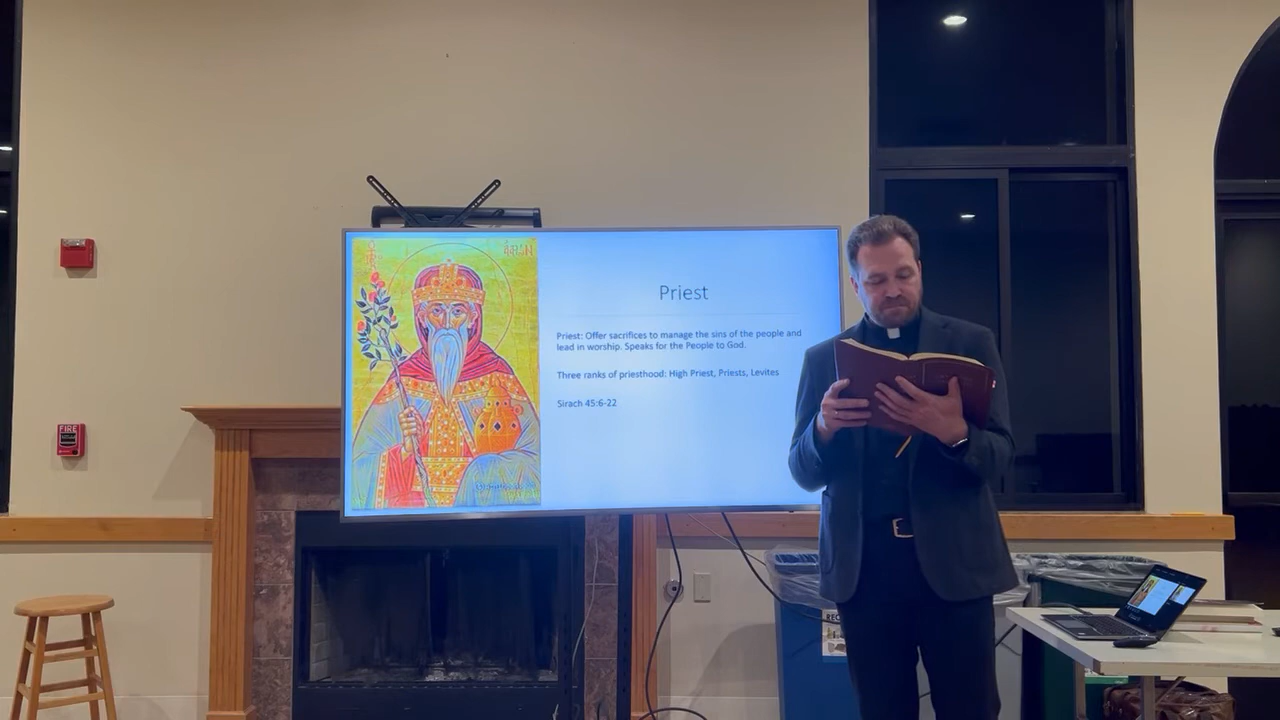 Priest
Priest: Offer sacrifices to manage the sins of the people and
lead in worship. Speaks for the People to God.
Three ranks of priesthood: High Priest, Priests, Levites
Sirach 45:6-22
FIRE